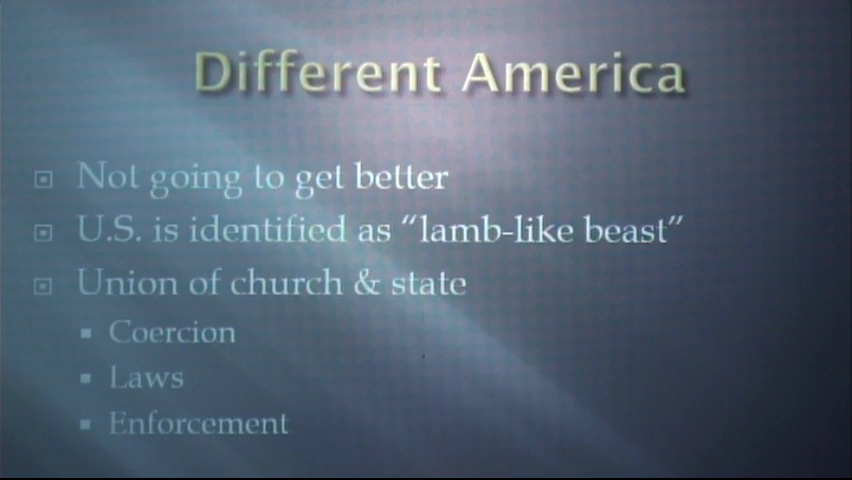 Different America
Not going to get better
U.S. is identified as “lamb-like beast”
Union of church & state
Coercion
Laws
Enforcement